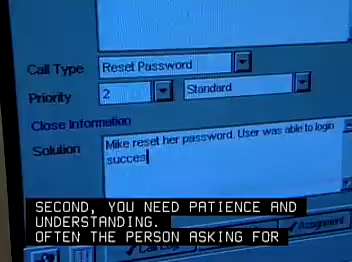 Call Type Reset Password
Priority 2 Standard
Close Information
Solution Mike reset her password. User was able to login
succes
SECOND, YOU NEED PATIENCE AND
UNDERSTANDING.
Assignment
OFTEN THE PERSON ASKING FOR